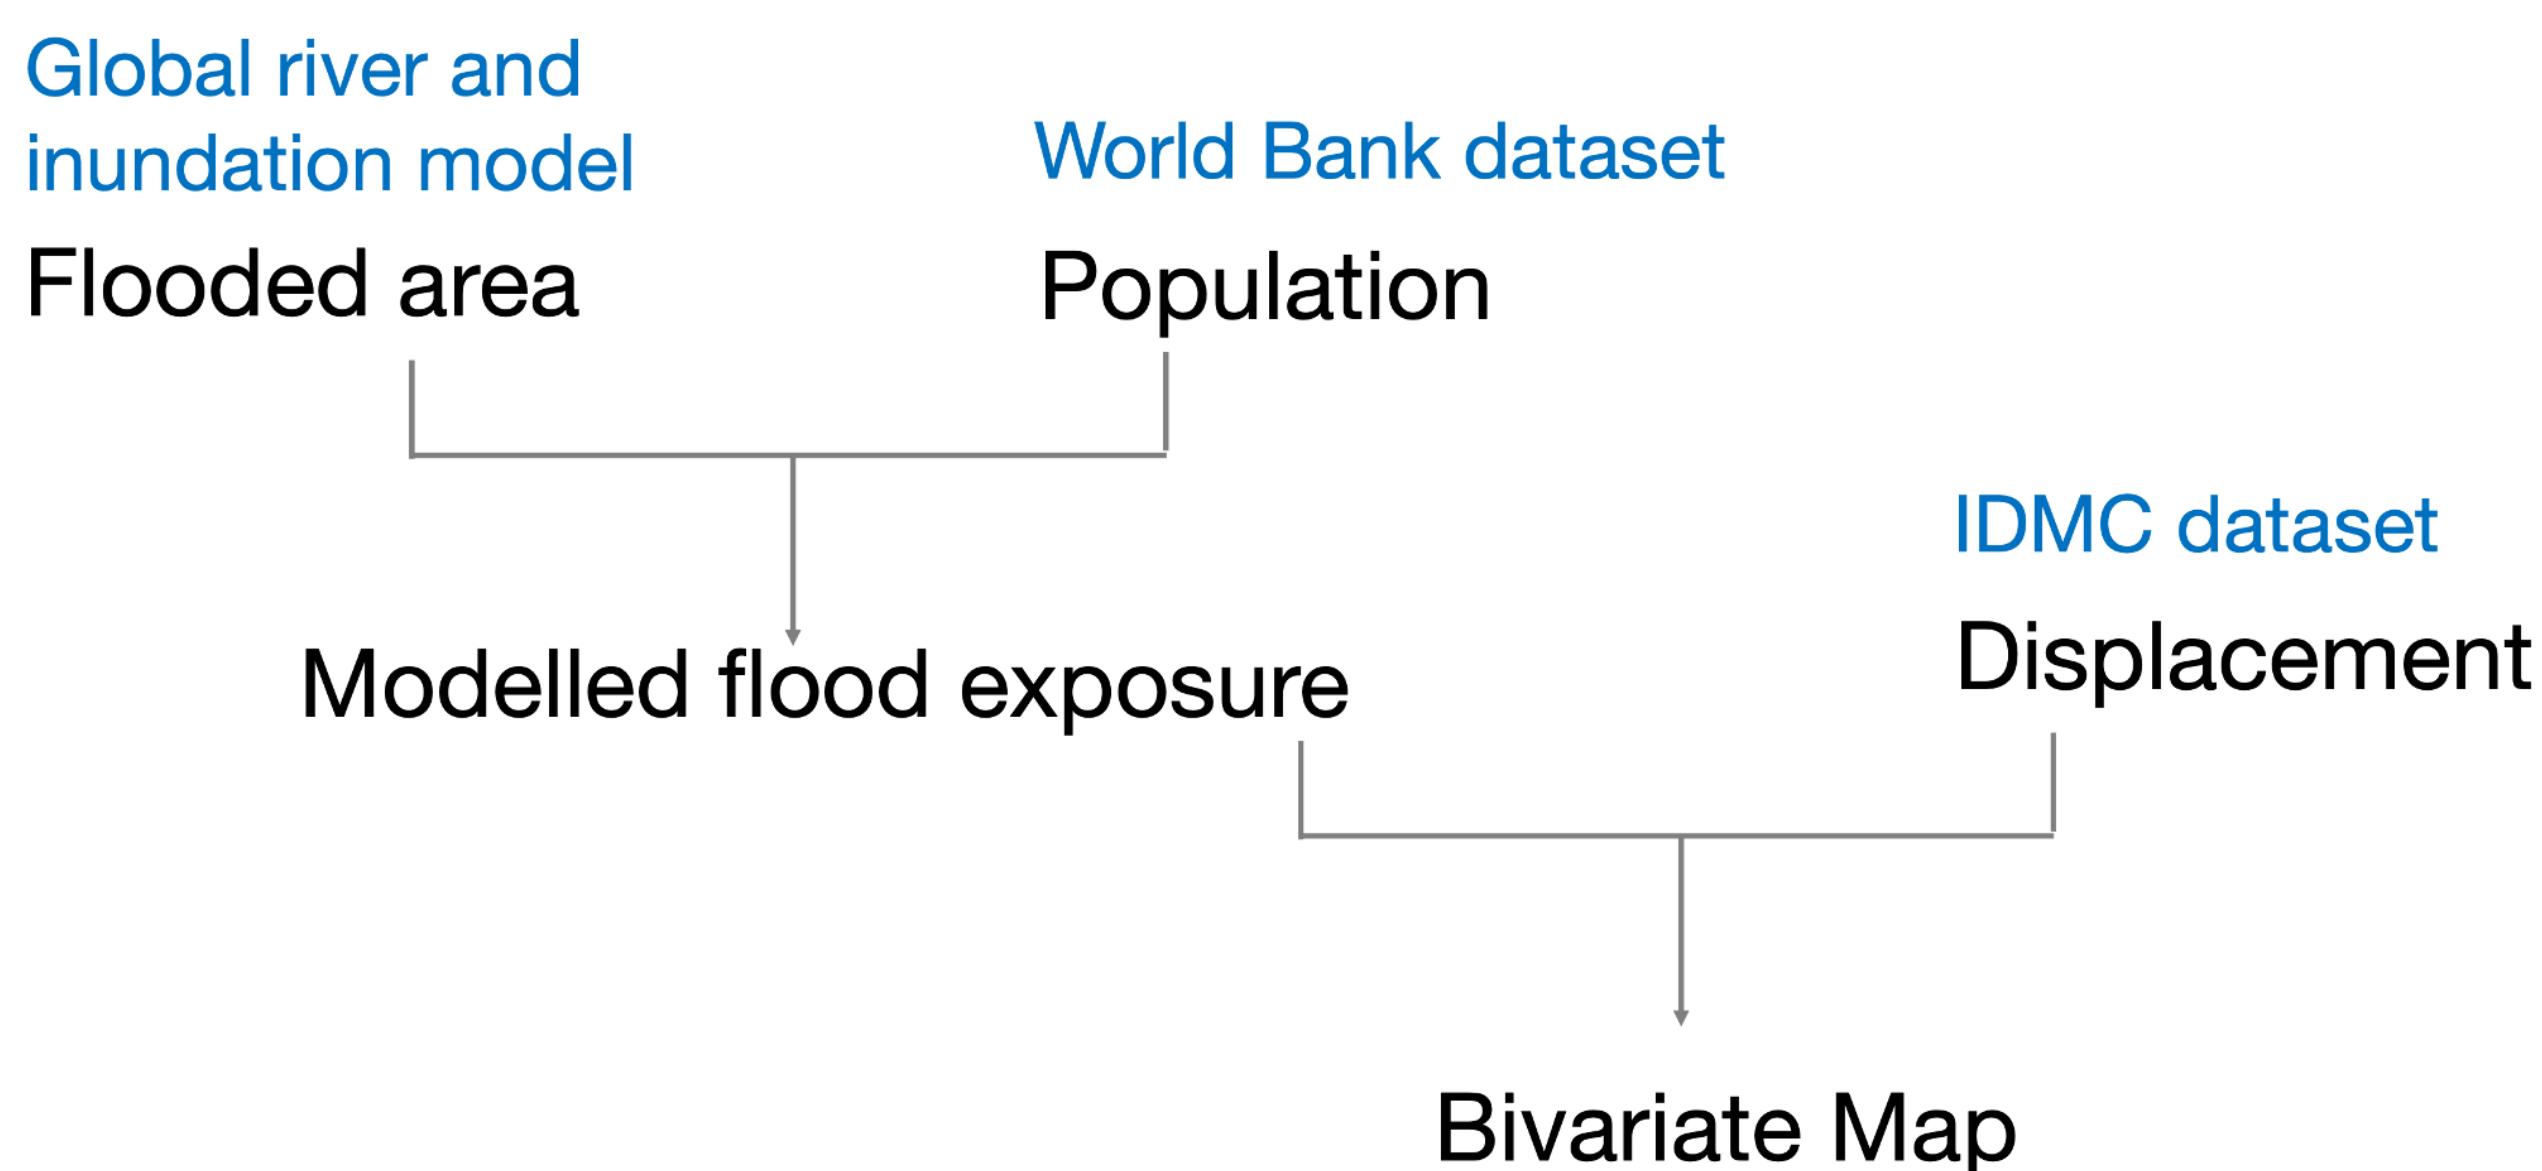 Global river and
inundation model
Flooded area
World Bank dataset
Population
Modelled flood exposure
IDMC dataset
Displacement
Bivariate Map